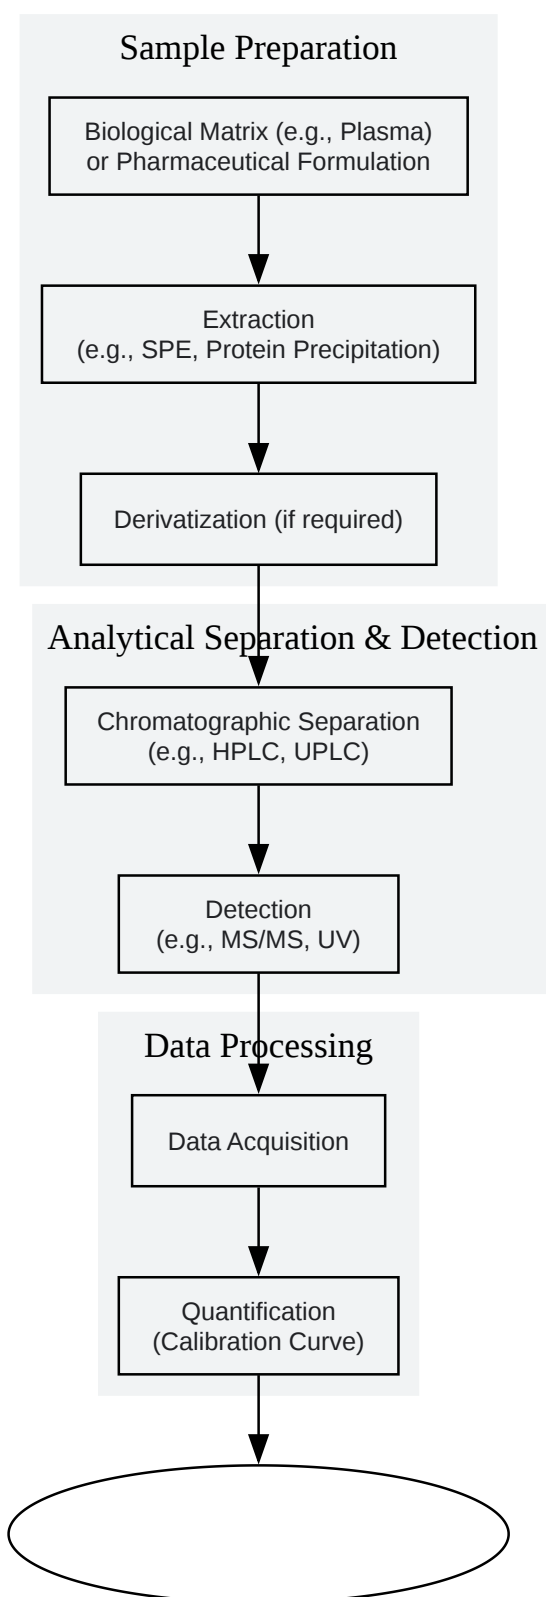 Sample Preparation
Biological Matrix (e.g., Plasma)
or Pharmaceutical Formulation
Extraction
(e.g., SPE, Protein Precipitation)
Derivatization (if required)
Analytical Separation & Detection
Chromatographic Separation
(e.g., HPLC, UPLC)
Detection
(e.g., MS/MS, UV)
Data Processing
Data Acquisition
Quantification
(Calibration Curve)